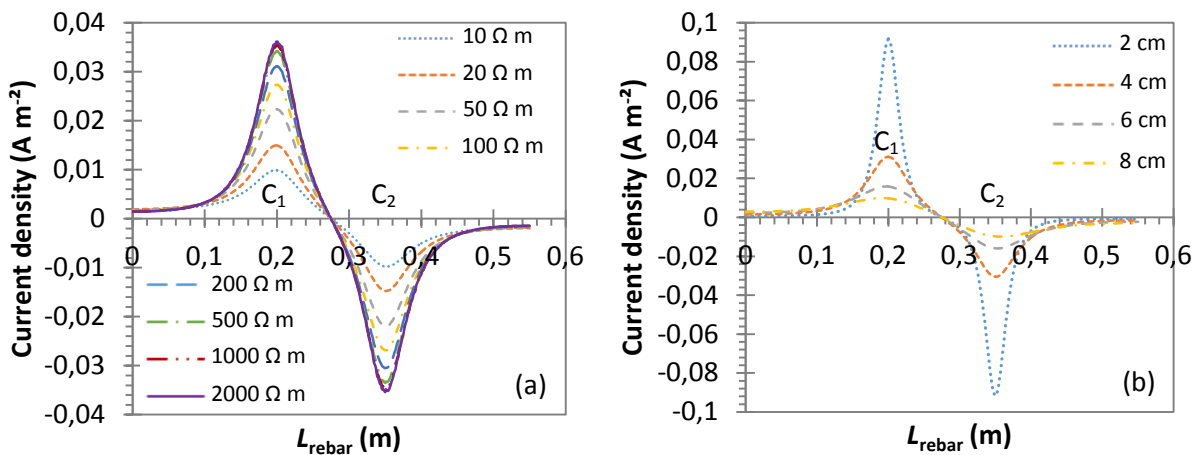 0,04
0,03
0,02
0,01
0
-0,01
-0,02
-0,03
-0,04
Current density (A m⁻²)
10 Ω m
20 Ω m
50 Ω m
100 Ω m
C₁
C₂
0 0,1 0,2 0,3 0,4 0,5 0,6
200 Ω m
500 Ω m
1000 Ω m
2000 Ω m
(a)
L rebar (m)
0,1
0,08
0,06
0,04
0,02
0
-0,02
-0,04
-0,06
-0,08
-0,1
Current density (A m⁻²)
2 cm
4 cm
6 cm
8 cm
C₁
C₂
0 0,1 0,2 0,3 0,4 0,5 0,6
(b)
L rebar (m)